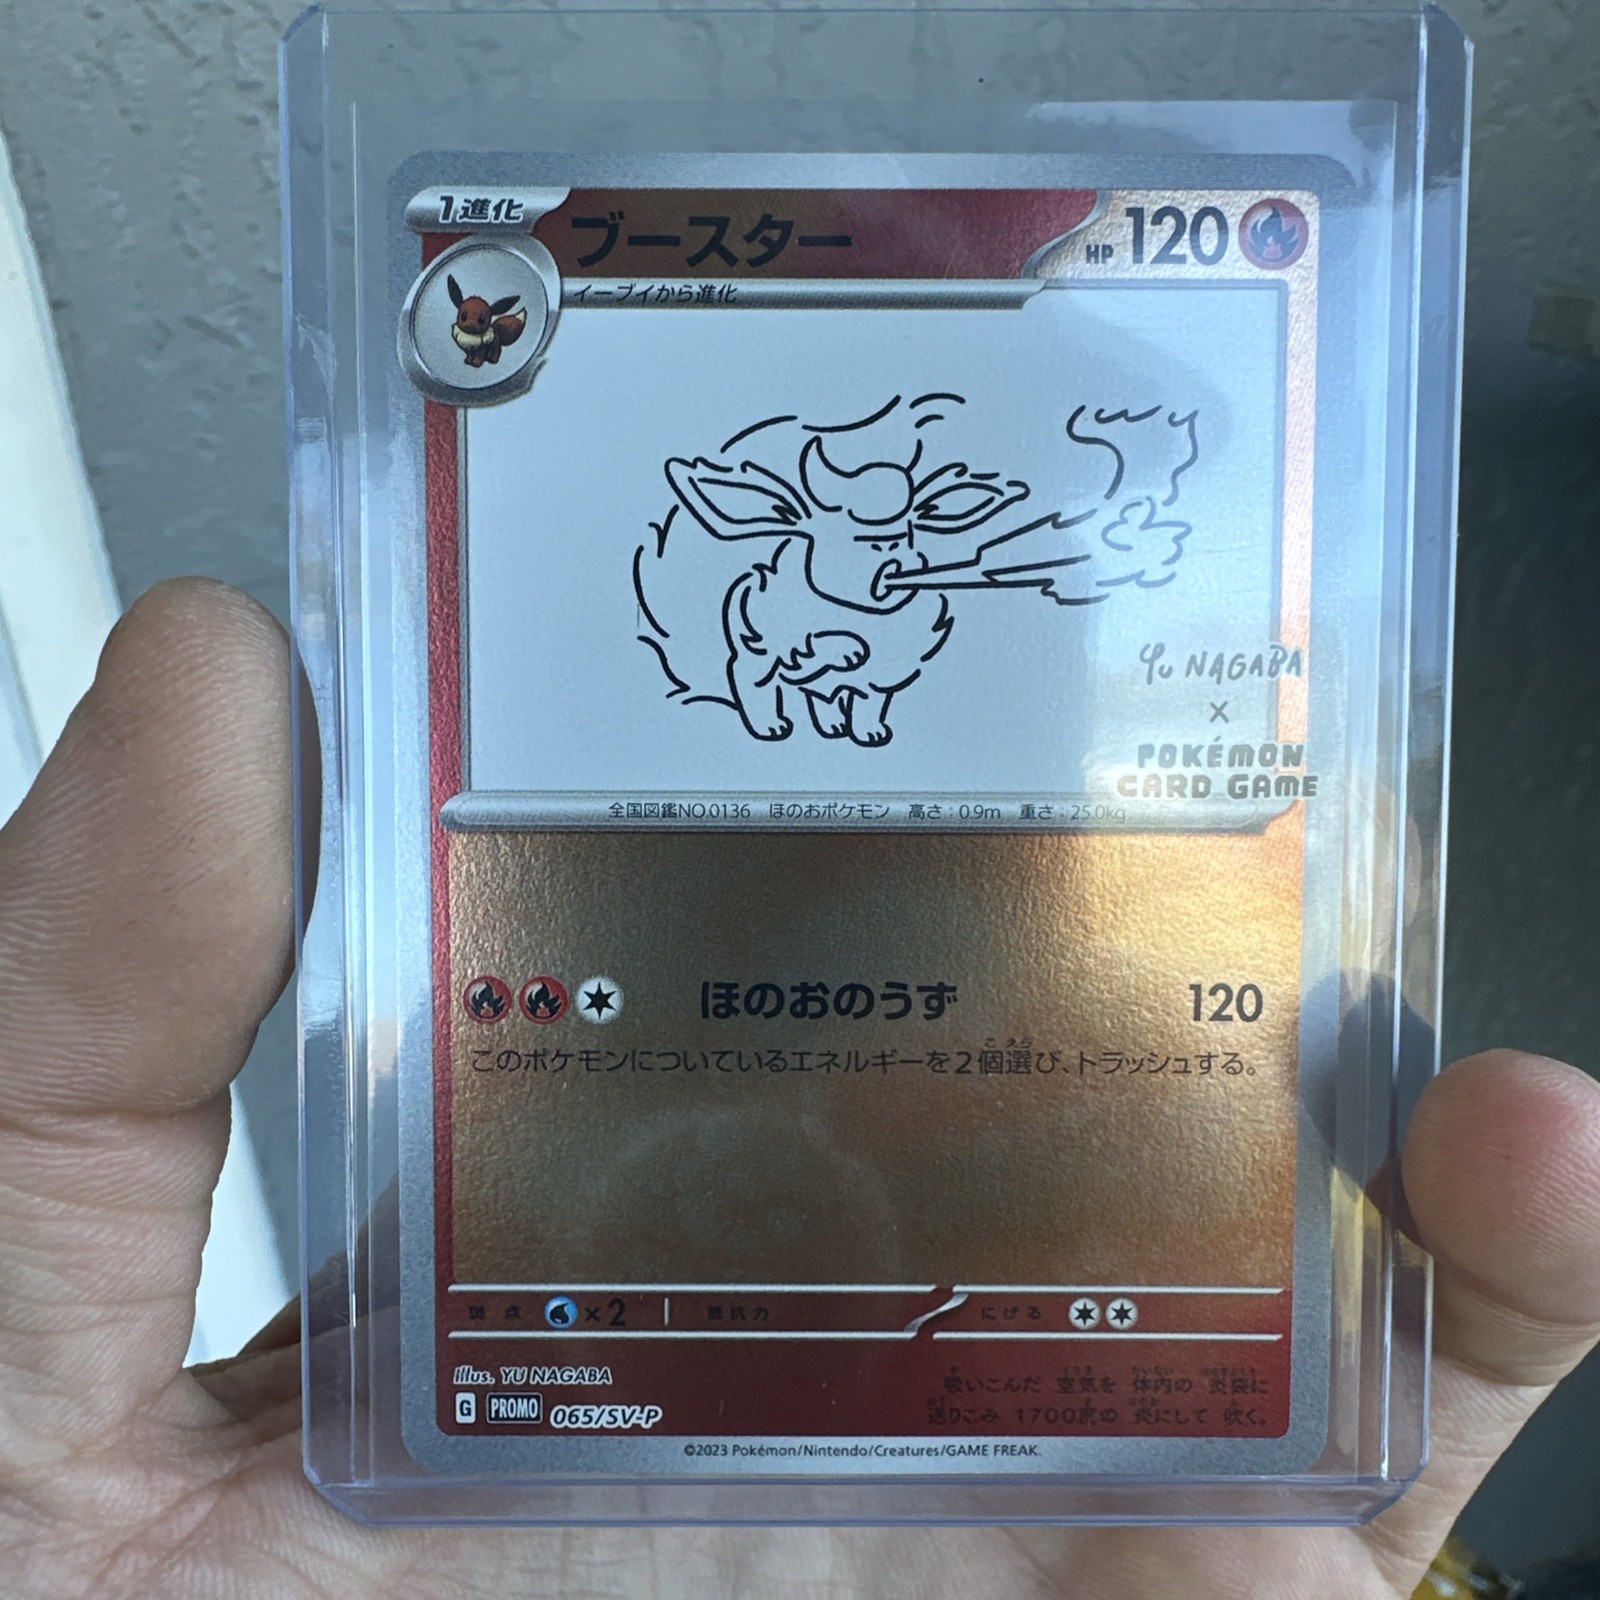 1進化
ブースター
HP 120
イーブイから進化
Yu NAGABA
×
POKÉMON
CARD GAME
全国図鑑NO.0136 ほのおポケモン 高さ：0.9m 重さ：25.0kg
ほのおのうず 120
このポケモンについているエネルギーを2個選び、トラッシュする。
弱点 ×2 抵抗力 にげる
Illus. YU NAGABA
G PROMO 065/SV-P
吸いこんだ 空気を 体内の 炎袋に
送りこみ 1700度の 炎にして 吹く。
©2023 Pokémon/Nintendo/Creatures/GAME FREAK.